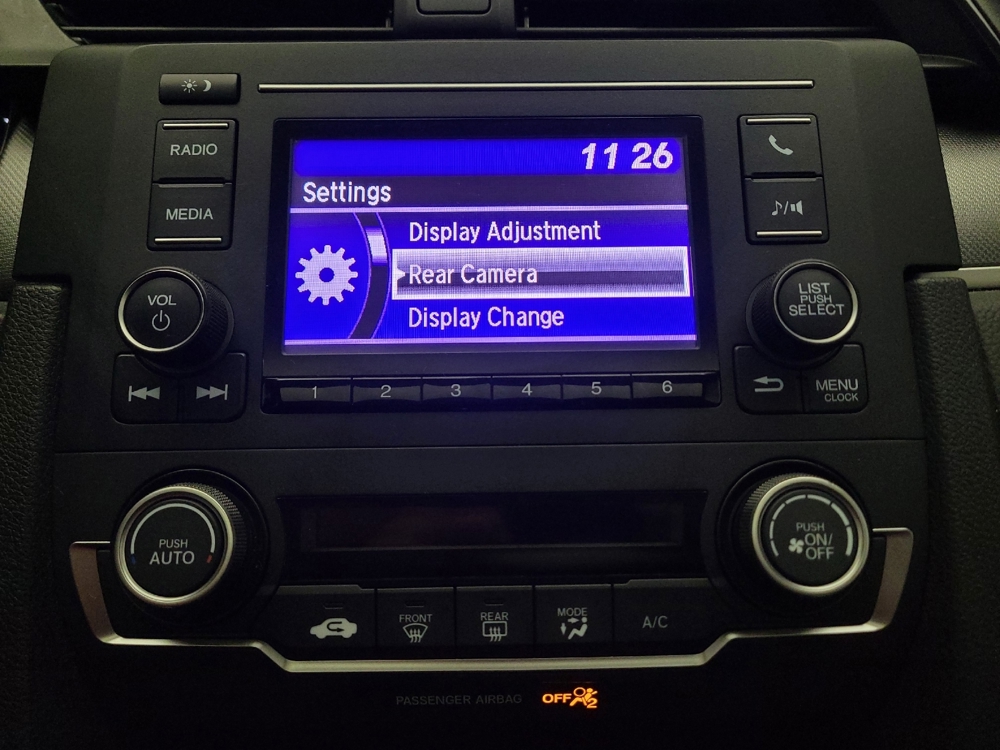 11 26
RADIO
Settings
MEDIA
Display Adjustment
Rear Camera
Display Change
VOL
LIST
PUSH
SELECT
1 2 3 4 5 6
MENU
CLOCK
PUSH
AUTO
PUSH
ON/
OFF
FRONT
REAR
MODE
A/C
PASSENGER AIRBAG
OFF
2